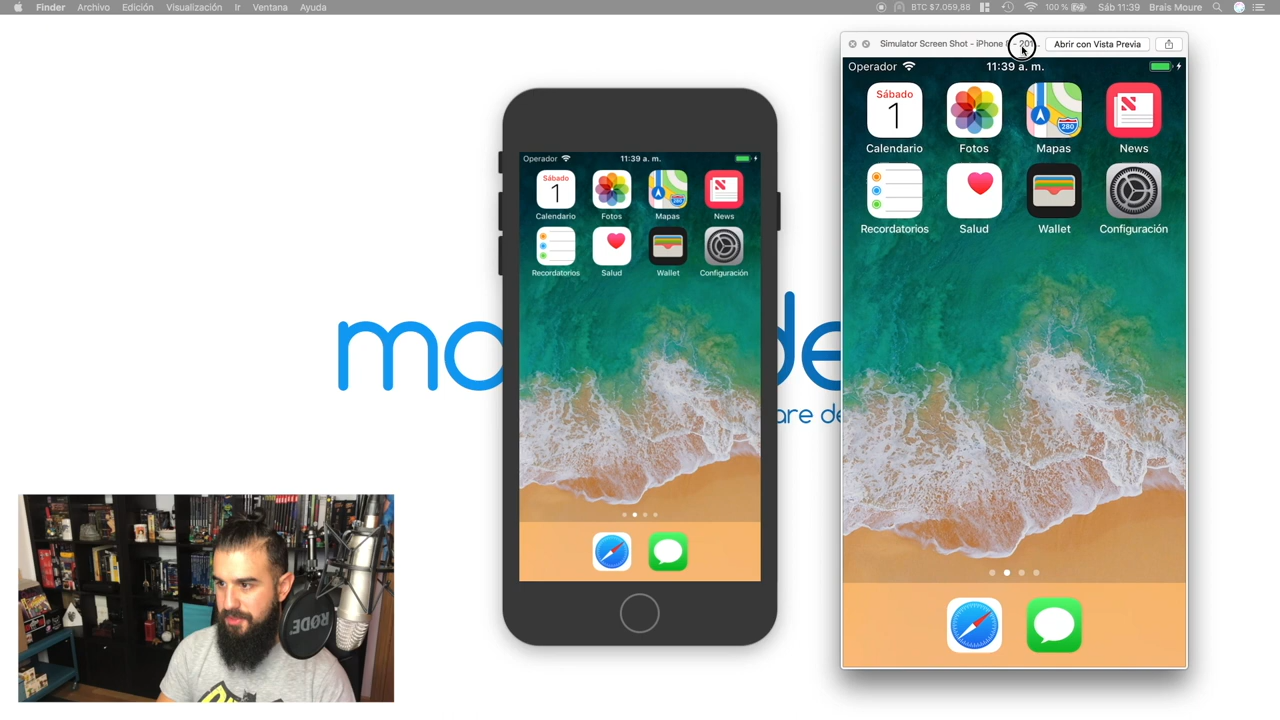 Finder Archivo Edición Visualización Ir Ventana Ayuda
BTC $7.059,88 100 % Sáb 11:39 Brais Moure
Simulator Screen Shot - iPhone
Abrir con Vista Previa
Operador 11:39 a. m.
Sábado
1
280
Calendario Fotos Mapas News
Recordatorios Salud Wallet Configuración
Operador 11:39 a. m.
Sábado
1
280
Calendario Fotos Mapas News
Recordatorios Salud Wallet Configuración
mo de
are de
RØDE